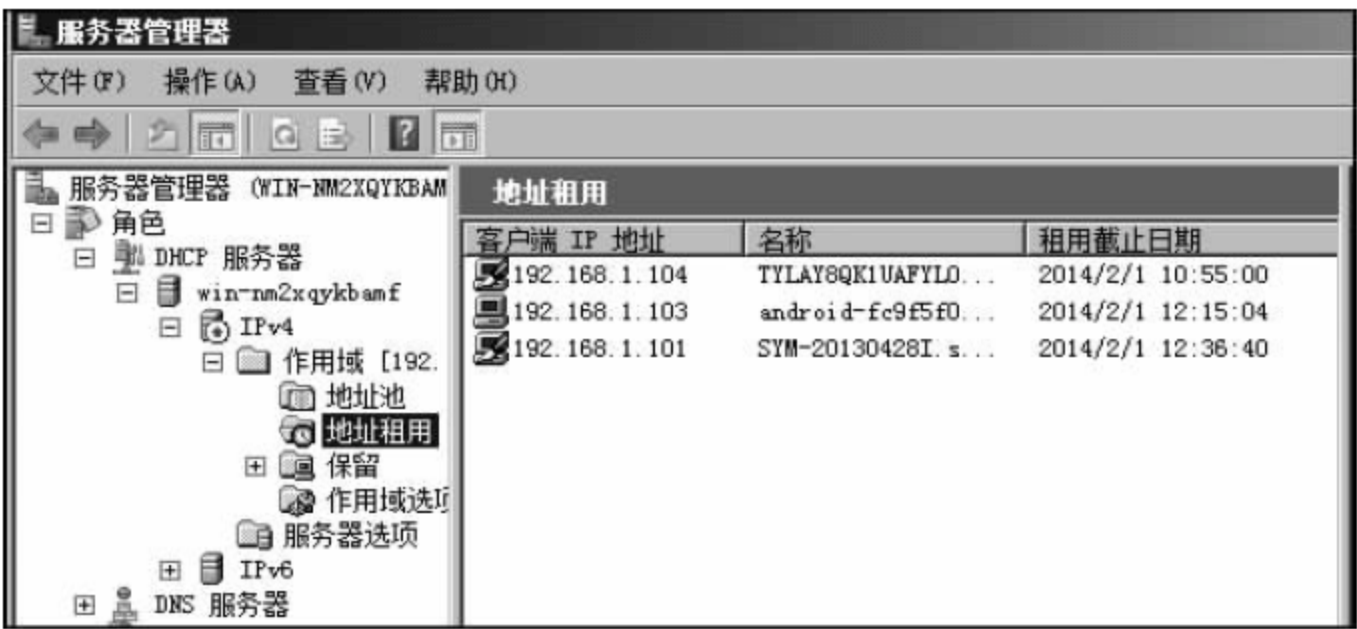 服务器管理器
文件(F) 操作(A) 查看(V) 帮助(H)
服务器管理器 (WIN-NM2XQYKBAM
角色
DHCP 服务器
win-nm2xqykbamf
IPv4
作用域 [192.
地址池
地址租用
保留
作用域选项
服务器选项
IPv6
DNS 服务器
地址租用
客户端 IP 地址 名称 租用截止日期
192.168.1.104 TYLAY8QK1UAFYLO... 2014/2/1 10:55:00
192.168.1.103 android-fc9f5f0... 2014/2/1 12:15:04
192.168.1.101 SYM-20130428I.s... 2014/2/1 12:36:40